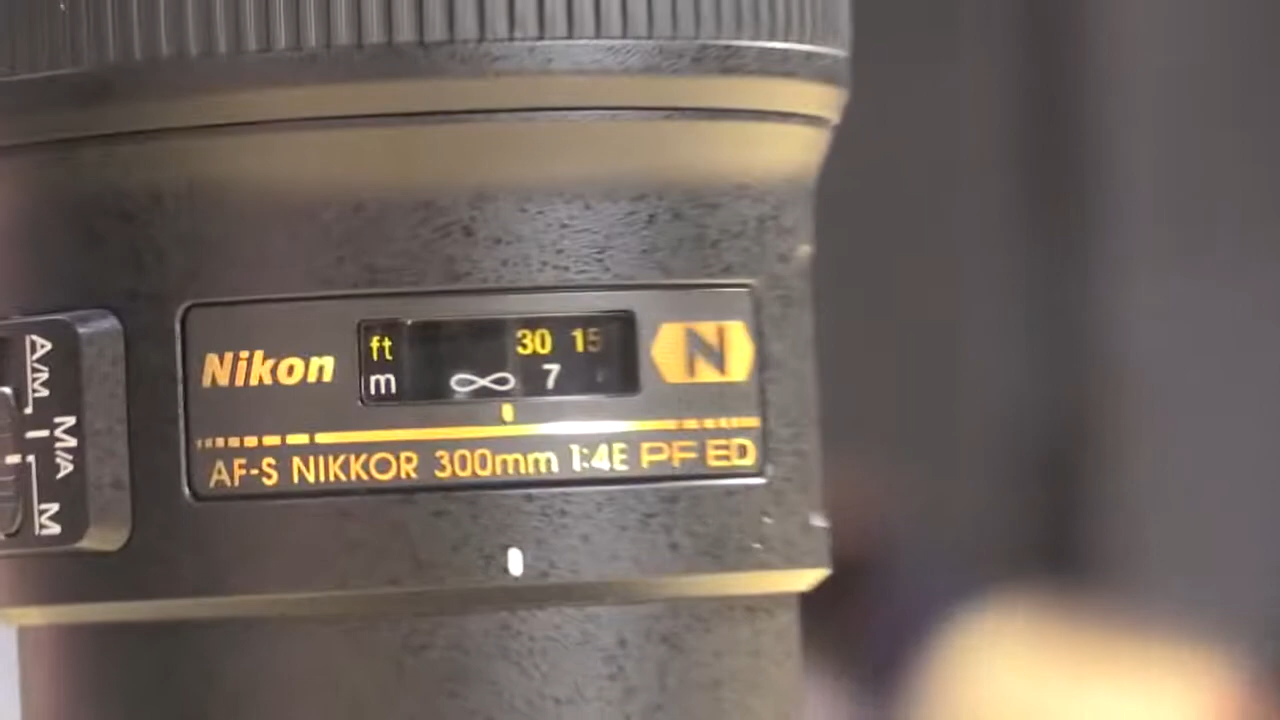 A/M
M/A
M
Nikon
ft 30 15
m ∞ 7
N
AF-S NIKKOR 300mm 1:4E PF ED